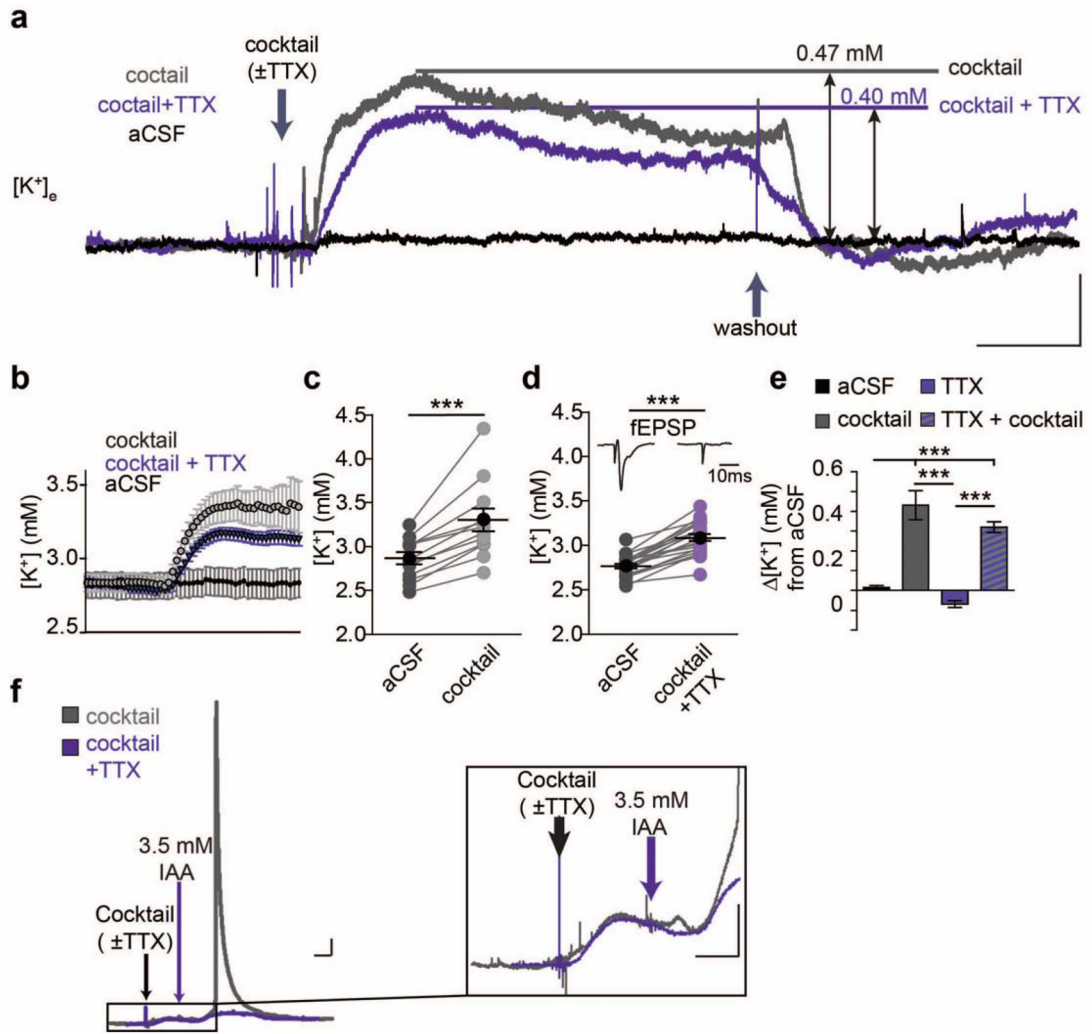 a
cocktail
(±TTX)
coctail
coctail+TTX
aCSF
0.47 mM
cocktail
0.40 mM
cocktail + TTX
[K+]e
washout
b
cocktail
cocktail + TTX
aCSF
[K+] (mM)
3.5
3.0
2.5
c
***
[K+] (mM)
4.5
4.0
3.5
3.0
2.5
2.0
aCSF
cocktail
d
***
fEPSP
10ms
[K+] (mM)
4.5
4.0
3.5
3.0
2.5
2.0
aCSF
cocktail
+TTX
e
aCSF
TTX
cocktail
TTX + cocktail
***
***
***
Δ[K+] (mM)
from aCSF
0.6
0.4
0.2
0
f
cocktail
cocktail
+TTX
3.5 mM
IAA
Cocktail
( ±TTX)
Cocktail
( ±TTX)
3.5 mM
IAA